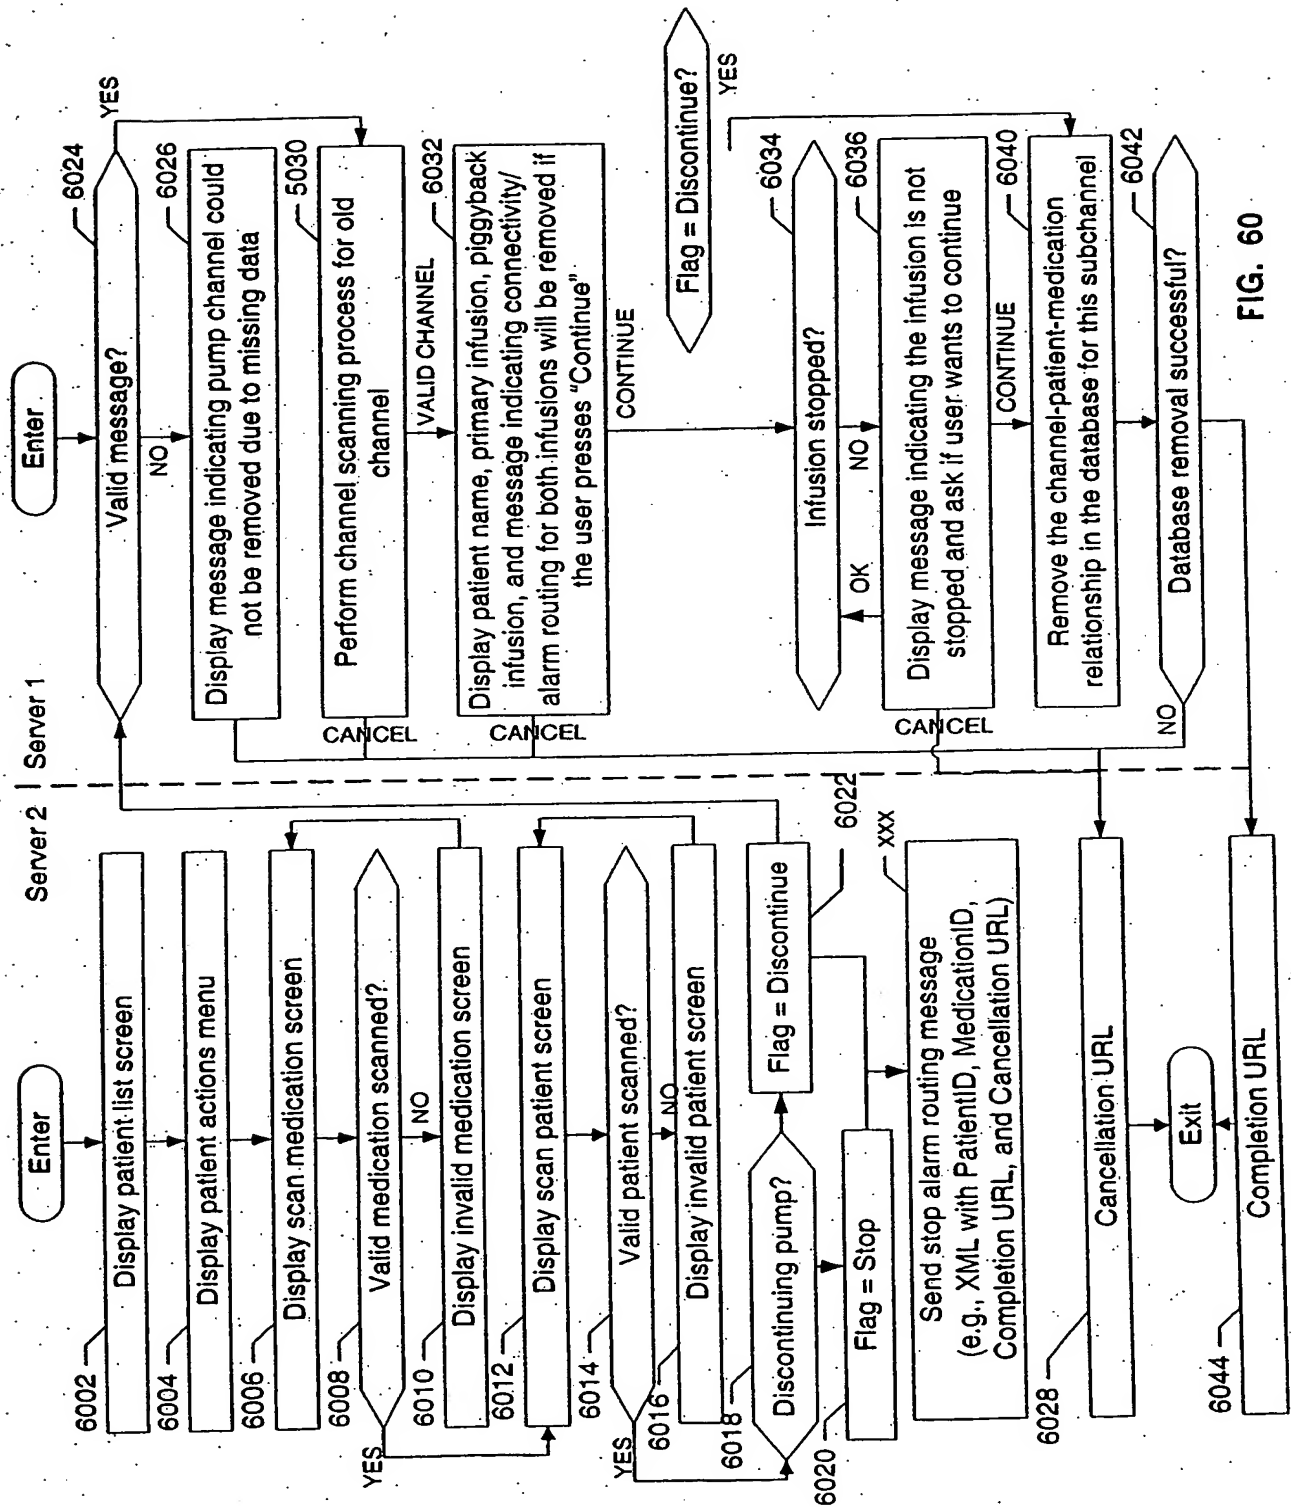 Server 2
Server 1
Enter
6002
Display patient list screen
6004
Display patient actions menu
6006
Display scan medication screen
6008
Valid medication scanned?
YES
NO
6010
Display invalid medication screen
6012
Display scan patient screen
6014
Valid patient scanned?
YES
NO
6016
Display invalid patient screen
6018
Discontinuing pump?
Flag = Discontinue
6022
6020
Flag = Stop
XXX
Send stop alarm routing message
(e.g., XML with PatientID, MedicationID,
Completion URL, and Cancellation URL)
6028
Cancellation URL
Exit
6044
Completion URL
Enter
6024
Valid message?
YES
NO
6026
Display message indicating pump channel could
not be removed due to missing data
5030
Perform channel scanning process for old
channel
CANCEL
VALID CHANNEL
6032
Display patient name, primary infusion, piggyback
infusion, and message indicating connectivity/
alarm routing for both infusions will be removed if
the user presses "Continue"
CANCEL
CONTINUE
Flag = Discontinue?
YES
6034
Infusion stopped?
OK
NO
6036
Display message indicating the infusion is not
stopped and ask if user wants to continue
CANCEL
CONTINUE
6040
Remove the channel-patient-medication
relationship in the database for this subchannel
6042
Database removal successful?
NO
FIG. 60